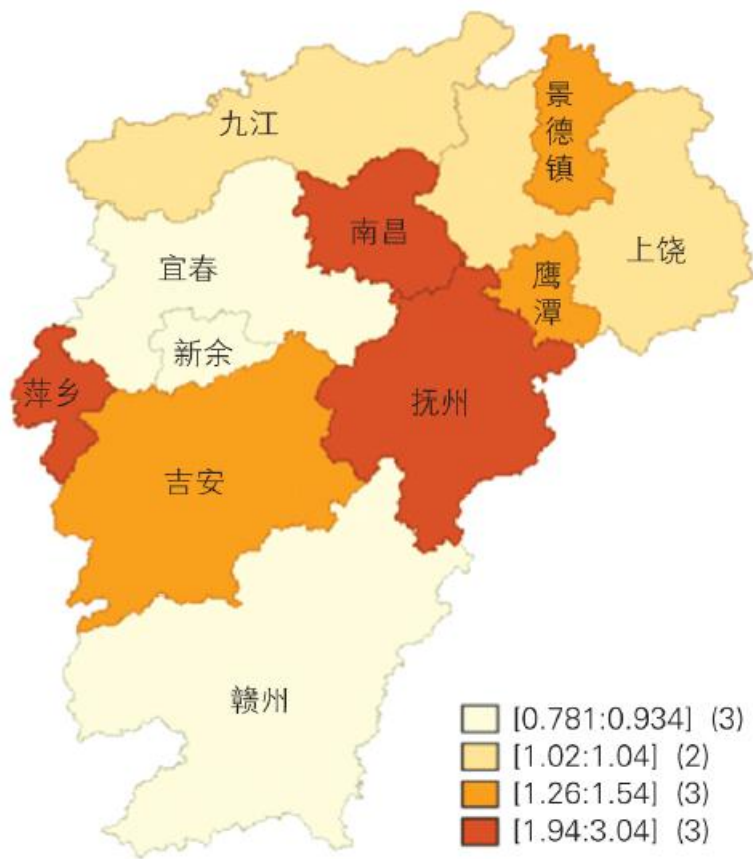 九江
景德镇
南昌
上饶
宜春
鹰潭
新余
萍乡
抚州
吉安
赣州
[0.781:0.934] (3)
[1.02:1.04] (2)
[1.26:1.54] (3)
[1.94:3.04] (3)